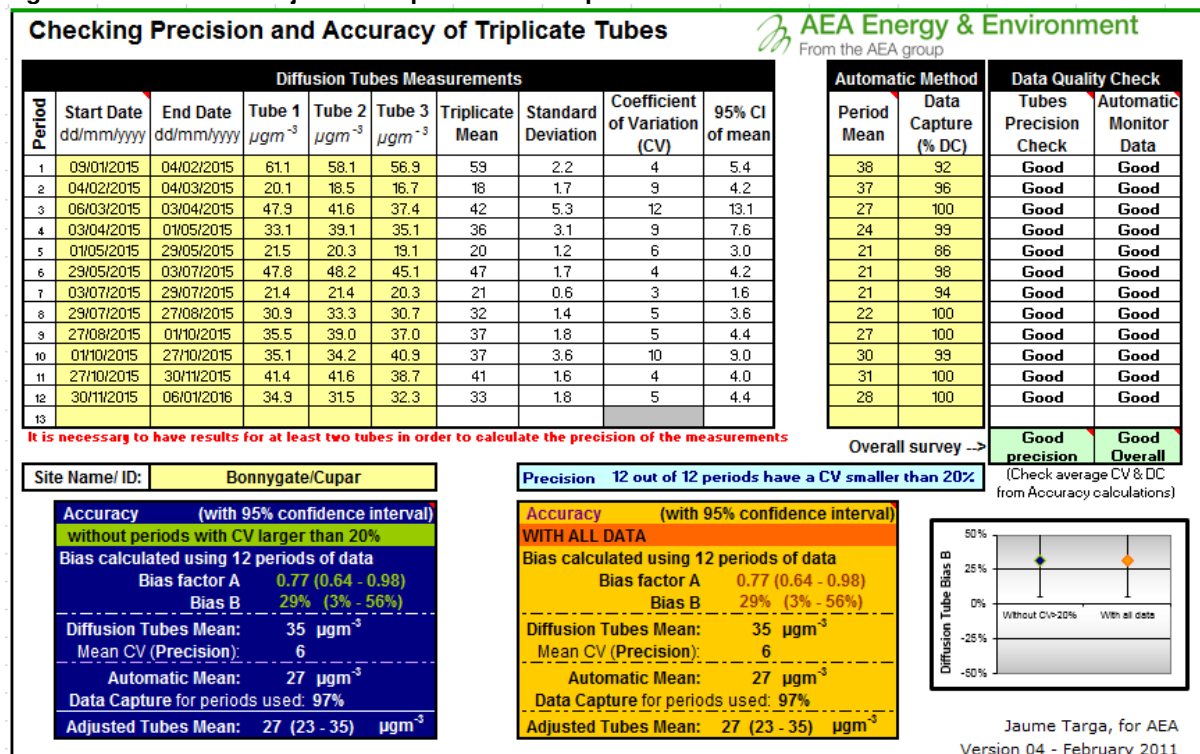 Checking Precision and Accuracy of Triplicate Tubes
AEA Energy & Environment
From the AEA group
Diffusion Tubes Measurements
Automatic Method
Data Quality Check
Period Start Date dd/mm/yyyy End Date dd/mm/yyyy Tube 1 µgm-3 Tube 2 µgm-3 Tube 3 µgm-3 Triplicate Mean Standard Deviation Coefficient of Variation (CV) 95% CI of mean Period Mean Data Capture (% DC) Tubes Precision Check Automatic Monitor Data
1 09/01/2015 04/02/2015 61.1 58.1 56.9 59 2.2 4 5.4 38 92 Good Good
2 04/02/2015 04/03/2015 20.1 18.5 16.7 18 1.7 9 4.2 37 96 Good Good
3 06/03/2015 03/04/2015 47.9 41.6 37.4 42 5.3 12 13.1 27 100 Good Good
4 03/04/2015 01/05/2015 33.1 39.1 35.1 36 3.1 9 7.6 24 99 Good Good
5 01/05/2015 29/05/2015 21.5 20.3 19.1 20 1.2 6 3.0 21 86 Good Good
6 29/05/2015 03/07/2015 47.8 48.2 45.1 47 1.7 4 4.2 21 98 Good Good
7 03/07/2015 29/07/2015 21.4 21.4 20.3 21 0.6 3 1.6 21 94 Good Good
8 29/07/2015 27/08/2015 30.9 33.3 30.7 32 1.4 5 3.6 22 100 Good Good
9 27/08/2015 01/10/2015 35.5 39.0 37.0 37 1.8 5 4.4 27 100 Good Good
10 01/10/2015 27/10/2015 35.1 34.2 40.9 37 3.6 10 9.0 30 99 Good Good
11 27/10/2015 30/11/2015 41.4 41.6 38.7 41 1.6 4 4.0 31 100 Good Good
12 30/11/2015 06/01/2016 34.9 31.5 32.3 33 1.8 5 4.4 28 100 Good Good
13
It is necessary to have results for at least two tubes in order to calculate the precision of the measurements
Overall survey --> Good precision Good Overall
Site Name/ ID: Bonnygate/Cupar
Precision 12 out of 12 periods have a CV smaller than 20%
(Check average CV & DC
from Accuracy calculations)
Accuracy (with 95% confidence interval)
without periods with CV larger than 20%
Bias calculated using 12 periods of data
Bias factor A 0.77 (0.64 - 0.98)
Bias B 29% (3% - 56%)
Diffusion Tubes Mean: 35 µgm-3
Mean CV (Precision): 6
Automatic Mean: 27 µgm-3
Data Capture for periods used: 97%
Adjusted Tubes Mean: 27 (23 - 35) µgm-3
Accuracy (with 95% confidence interval)
WITH ALL DATA
Bias calculated using 12 periods of data
Bias factor A 0.77 (0.64 - 0.98)
Bias B 29% (3% - 56%)
Diffusion Tubes Mean: 35 µgm-3
Mean CV (Precision): 6
Automatic Mean: 27 µgm-3
Data Capture for periods used: 97%
Adjusted Tubes Mean: 27 (23 - 35) µgm-3
Diffusion Tube Bias B
50%
25%
0%
-25%
-50%
Without CV>20%
With all data
Jaume Targa, for AEA
Version 04 - February 2011